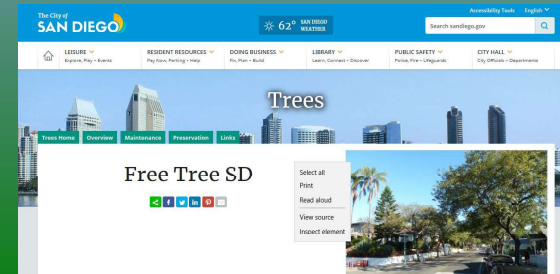 Accessibility Tools English
The City of
SAN DIEGO
62° SAN DIEGO WEATHER
Search sandiego.gov
LEISURE
Explore, Play + Events
RESIDENT RESOURCES
Pay Now, Parking + Help
DOING BUSINESS
Fix, Plan + Build
LIBRARY
Learn, Connect + Discover
PUBLIC SAFETY
Police, Fire + Lifeguards
CITY HALL
City Officials + Departments
Trees
Trees Home Overview Maintenance Preservation Links
Free Tree SD
Select all
Print
Read aloud
View source
Inspect element